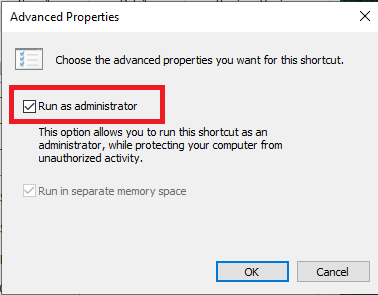 Advanced Properties
Choose the advanced properties you want for this shortcut.
Run as administrator
This option allows you to run this shortcut as an
administrator, while protecting your computer from
unauthorized activity.
Run in separate memory space
OK
Cancel